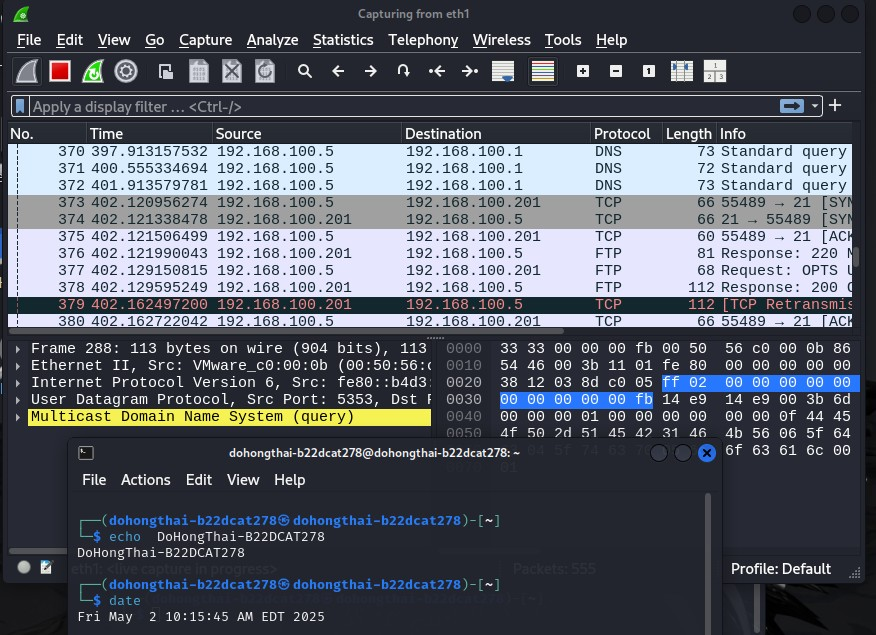 Capturing from eth1
File Edit View Go Capture Analyze Statistics Telephony Wireless Tools Help
Apply a display filter … <Ctrl-/>
No. Time Source Destination Protocol Length Info
370 397.913157532 192.168.100.5 192.168.100.1 DNS 73 Standard query
371 400.555334694 192.168.100.5 192.168.100.1 DNS 72 Standard query
372 401.913579781 192.168.100.5 192.168.100.1 DNS 73 Standard query
373 402.120956274 192.168.100.5 192.168.100.201 TCP 66 55489 → 21 [SYN
374 402.121338478 192.168.100.201 192.168.100.5 TCP 66 21 → 55489 [SYN
375 402.121506499 192.168.100.5 192.168.100.201 TCP 60 55489 → 21 [ACK
376 402.121990043 192.168.100.201 192.168.100.5 FTP 81 Response: 220 M
377 402.129150815 192.168.100.5 192.168.100.201 FTP 68 Request: OPTS U
378 402.129595249 192.168.100.201 192.168.100.5 FTP 112 Response: 200 O
379 402.162497200 192.168.100.201 192.168.100.5 TCP 112 [TCP Retransmis
380 402.162722042 192.168.100.5 192.168.100.201 TCP 66 55489 → 21 [ACK
Frame 288: 113 bytes on wire (904 bits), 113
Ethernet II, Src: VMware_c0:00:0b (00:50:56:c
Internet Protocol Version 6, Src: fe80::b4d3:
User Datagram Protocol, Src Port: 5353, Dst P
Multicast Domain Name System (query)
0000 33 33 00 00 00 fb 00 50 56 c0 00 0b 86
0010 54 46 00 3b 11 01 fe 80 00 00 00 00 00
0020 38 12 03 8d c0 05 ff 02 00 00 00 00 00
0030 00 00 00 00 00 fb 14 e9 14 e9 00 3b 6d
0040 00 00 00 01 00 00 00 00 00 00 0f 44 45
0050 4f 50 2d 51 45 42 31 46 4b 56 06 5f 64
6f 63 61 6c 00
dohongthai-b22dcat278@dohongthai-b22dcat278: ~
File Actions Edit View Help
┌──(dohongthai-b22dcat278㉿dohongthai-b22dcat278)-[~]
└─$ echo DoHongThai-B22DCAT278
DoHongThai-B22DCAT278
┌──(dohongthai-b22dcat278㉿dohongthai-b22dcat278)-[~]
└─$ date
Fri May 2 10:15:45 AM EDT 2025
eth1: <live capture in progress>
Packets: 555
Profile: Default